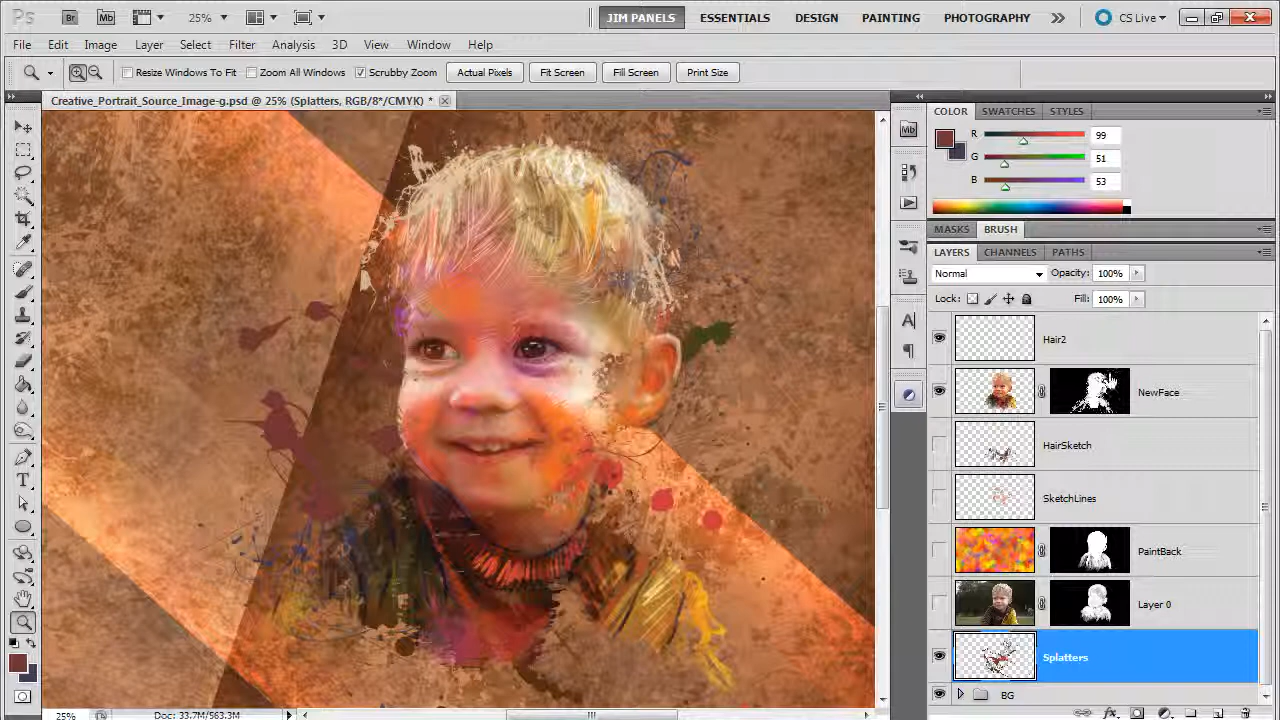 Ps Br Mb 25% JIM PANELS ESSENTIALS DESIGN PAINTING PHOTOGRAPHY CS Live
File Edit Image Layer Select Filter Analysis 3D View Window Help
Resize Windows To Fit Zoom All Windows Scrubby Zoom Actual Pixels Fit Screen Fill Screen Print Size
Creative_Portrait_Source_Image-g.psd @ 25% (Splatters, RGB/8*/CMYK) *
COLOR SWATCHES STYLES
Mb
R 99
G 51
B 53
MASKS BRUSH
LAYERS CHANNELS PATHS
Normal Opacity: 100%
Lock: Fill: 100%
Hair2
NewFace
HairSketch
SketchLines
PaintBack
Layer 0
Splatters
BG
25% Doc: 33.7M/563.3M